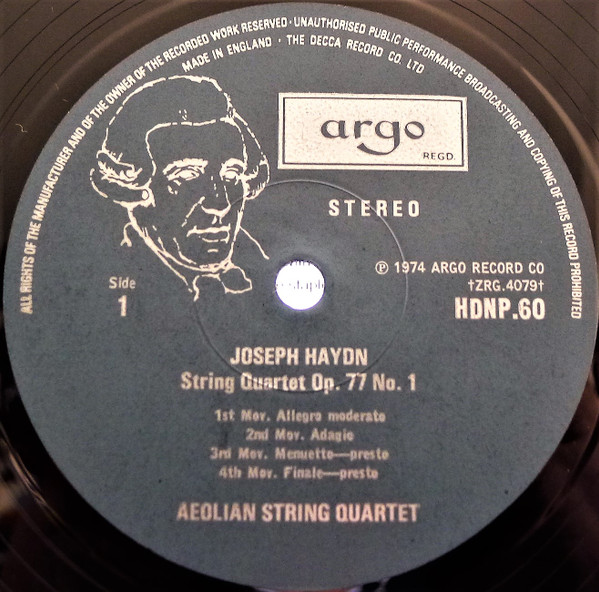 ALL RIGHTS OF THE MANUFACTURER AND OF THE OWNER OF THE RECORDED WORK RESERVED · UNAUTHORISED PUBLIC PERFORMANCE BROADCASTING AND COPYING OF THIS RECORD PROHIBITED
MADE IN ENGLAND · THE DECCA RECORD CO. LTD
argo
REGD.
STEREO
℗ 1974 ARGO RECORD CO
†ZRG.4079†
Side
1
HDNP.60
JOSEPH HAYDN
String Quartet Op. 77 No. 1
1st Mov. Allegro moderato
2nd Mov. Adagio
3rd Mov. Menuetto—presto
4th Mov. Finale—presto
AEOLIAN STRING QUARTET